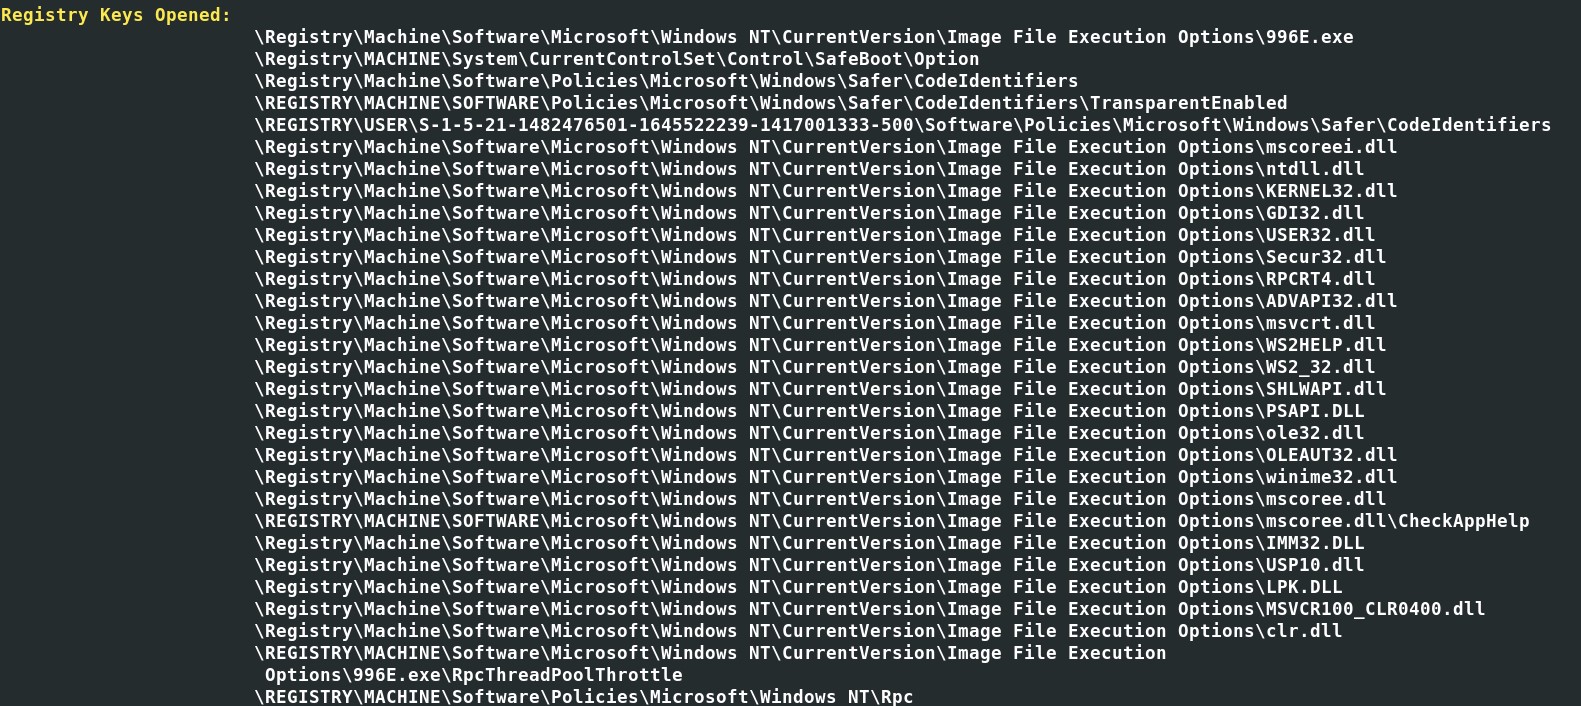 Registry Keys Opened:
\Registry\Machine\Software\Microsoft\Windows NT\CurrentVersion\Image File Execution Options\996E.exe
\Registry\MACHINE\System\CurrentControlSet\Control\SafeBoot\Option
\Registry\Machine\Software\Policies\Microsoft\Windows\Safer\CodeIdentifiers
\REGISTRY\MACHINE\SOFTWARE\Policies\Microsoft\Windows\Safer\CodeIdentifiers\TransparentEnabled
\REGISTRY\USER\S-1-5-21-1482476501-1645522239-1417001333-500\Software\Policies\Microsoft\Windows\Safer\CodeIdentifiers
\Registry\Machine\Software\Microsoft\Windows NT\CurrentVersion\Image File Execution Options\mscoreei.dll
\Registry\Machine\Software\Microsoft\Windows NT\CurrentVersion\Image File Execution Options\ntdll.dll
\Registry\Machine\Software\Microsoft\Windows NT\CurrentVersion\Image File Execution Options\KERNEL32.dll
\Registry\Machine\Software\Microsoft\Windows NT\CurrentVersion\Image File Execution Options\GDI32.dll
\Registry\Machine\Software\Microsoft\Windows NT\CurrentVersion\Image File Execution Options\USER32.dll
\Registry\Machine\Software\Microsoft\Windows NT\CurrentVersion\Image File Execution Options\Secur32.dll
\Registry\Machine\Software\Microsoft\Windows NT\CurrentVersion\Image File Execution Options\RPCRT4.dll
\Registry\Machine\Software\Microsoft\Windows NT\CurrentVersion\Image File Execution Options\ADVAPI32.dll
\Registry\Machine\Software\Microsoft\Windows NT\CurrentVersion\Image File Execution Options\msvcrt.dll
\Registry\Machine\Software\Microsoft\Windows NT\CurrentVersion\Image File Execution Options\WS2HELP.dll
\Registry\Machine\Software\Microsoft\Windows NT\CurrentVersion\Image File Execution Options\WS2_32.dll
\Registry\Machine\Software\Microsoft\Windows NT\CurrentVersion\Image File Execution Options\SHLWAPI.dll
\Registry\Machine\Software\Microsoft\Windows NT\CurrentVersion\Image File Execution Options\PSAPI.DLL
\Registry\Machine\Software\Microsoft\Windows NT\CurrentVersion\Image File Execution Options\ole32.dll
\Registry\Machine\Software\Microsoft\Windows NT\CurrentVersion\Image File Execution Options\OLEAUT32.dll
\Registry\Machine\Software\Microsoft\Windows NT\CurrentVersion\Image File Execution Options\winime32.dll
\Registry\Machine\Software\Microsoft\Windows NT\CurrentVersion\Image File Execution Options\mscoree.dll
\REGISTRY\MACHINE\SOFTWARE\Microsoft\Windows NT\CurrentVersion\Image File Execution Options\mscoree.dll\CheckAppHelp
\Registry\Machine\Software\Microsoft\Windows NT\CurrentVersion\Image File Execution Options\IMM32.DLL
\Registry\Machine\Software\Microsoft\Windows NT\CurrentVersion\Image File Execution Options\USP10.dll
\Registry\Machine\Software\Microsoft\Windows NT\CurrentVersion\Image File Execution Options\LPK.DLL
\Registry\Machine\Software\Microsoft\Windows NT\CurrentVersion\Image File Execution Options\MSVCR100_CLR0400.dll
\Registry\Machine\Software\Microsoft\Windows NT\CurrentVersion\Image File Execution Options\clr.dll
\REGISTRY\MACHINE\Software\Microsoft\Windows NT\CurrentVersion\Image File Execution
Options\996E.exe\RpcThreadPoolThrottle
\REGISTRY\MACHINE\Software\Policies\Microsoft\Windows NT\Rpc